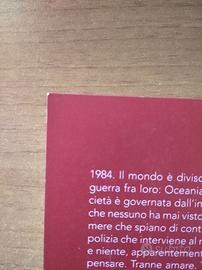 1984. Il mondo è diviso
guerra fra loro: Oceania
cietà è governata dall'in
che nessuno ha mai visto
mere che spiano di cont
polizia che interviene al
e niente, apparentemen
pensare. Tranne amare. T
subito